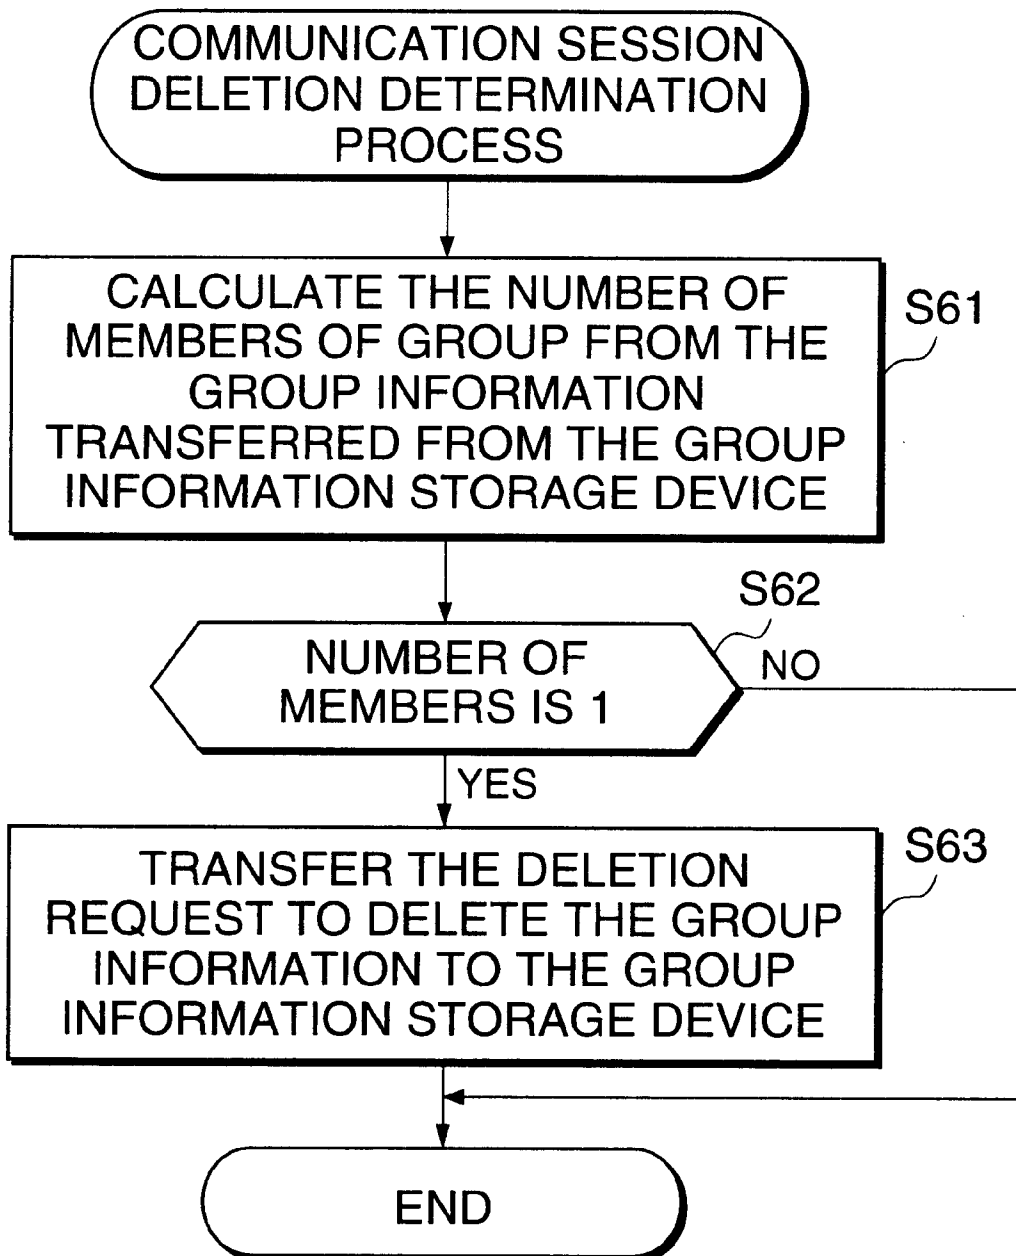 COMMUNICATION SESSION
DELETION DETERMINATION
PROCESS
CALCULATE THE NUMBER OF
MEMBERS OF GROUP FROM THE
GROUP INFORMATION
TRANSFERRED FROM THE GROUP
INFORMATION STORAGE DEVICE
S61
S62
NUMBER OF
MEMBERS IS 1
NO
YES
TRANSFER THE DELETION
REQUEST TO DELETE THE GROUP
INFORMATION TO THE GROUP
INFORMATION STORAGE DEVICE
S63
END